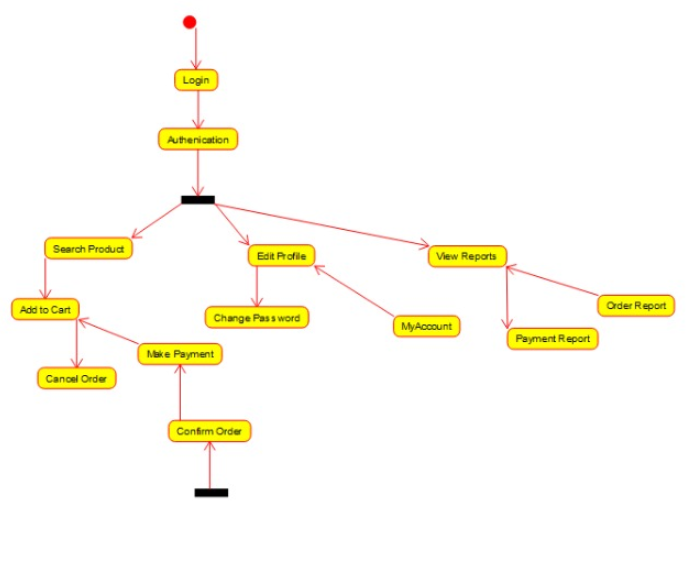 Login
Authenication
Search Product
Edit Profile
View Reports
Add to Cart
Change Password
MyAccount
Order Report
Payment Report
Make Payment
Cancel Order
Confirm Order